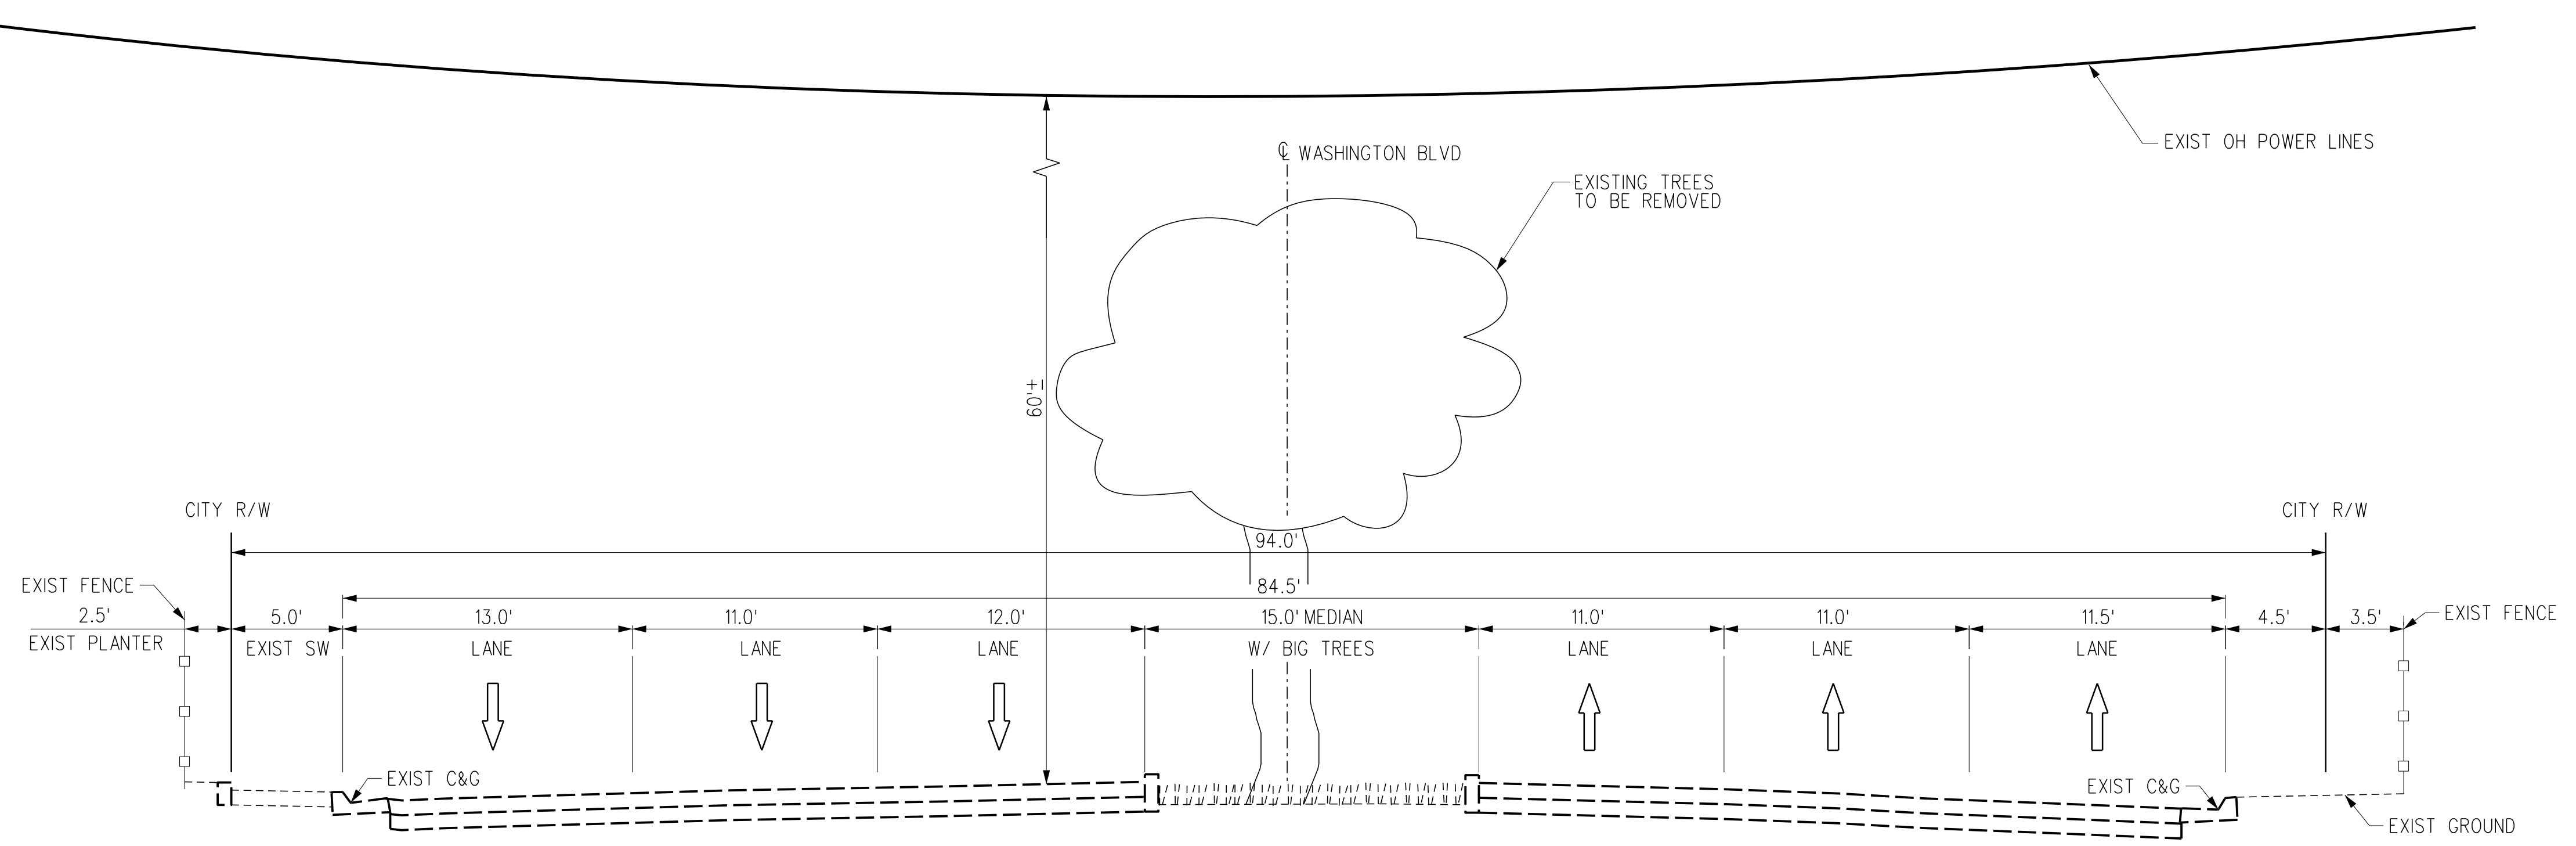 ℄ WASHINGTON BLVD
EXIST OH POWER LINES
EXISTING TREES
TO BE REMOVED
60'±
CITY R/W
CITY R/W
94.0'
84.5'
EXIST FENCE
EXIST FENCE
2.5'
5.0'
13.0'
11.0'
12.0'
15.0' MEDIAN
11.0'
11.0'
11.5'
4.5'
3.5'
EXIST PLANTER
EXIST SW
LANE
LANE
LANE
W/ BIG TREES
LANE
LANE
LANE
EXIST C&G
EXIST C&G
EXIST GROUND